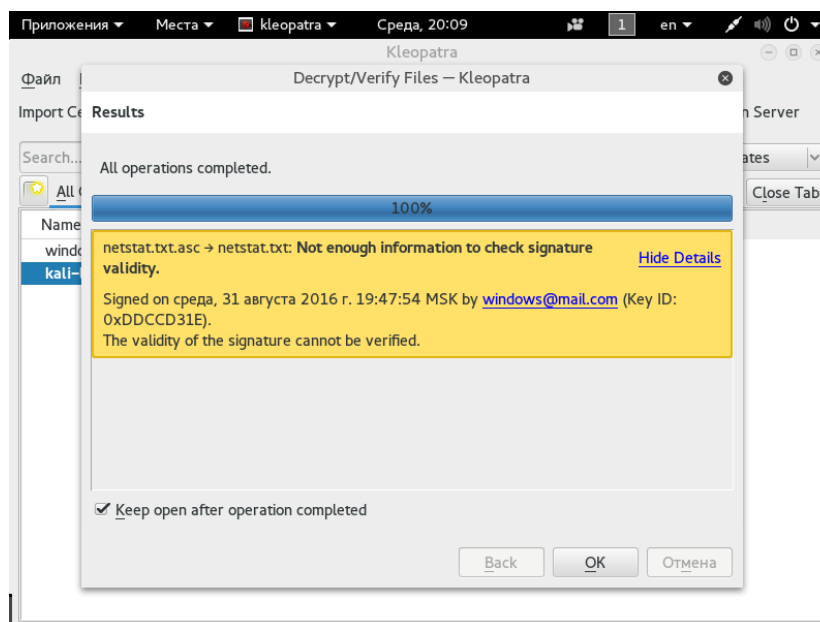 Приложения Места kleopatra Среда, 20:09 1 en
Kleopatra
Файл
Decrypt/Verify Files — Kleopatra
Import Ce
Results
n Server
Search...
ates
All operations completed.
All
Close Tab
100%
Name
netstat.txt.asc → netstat.txt: Not enough information to check signature
validity.
Hide Details
windo
kali-
Signed on среда, 31 августа 2016 г. 19:47:54 MSK by windows@mail.com (Key ID:
0xDDCCD31E).
The validity of the signature cannot be verified.
Keep open after operation completed
Back OK Отмена